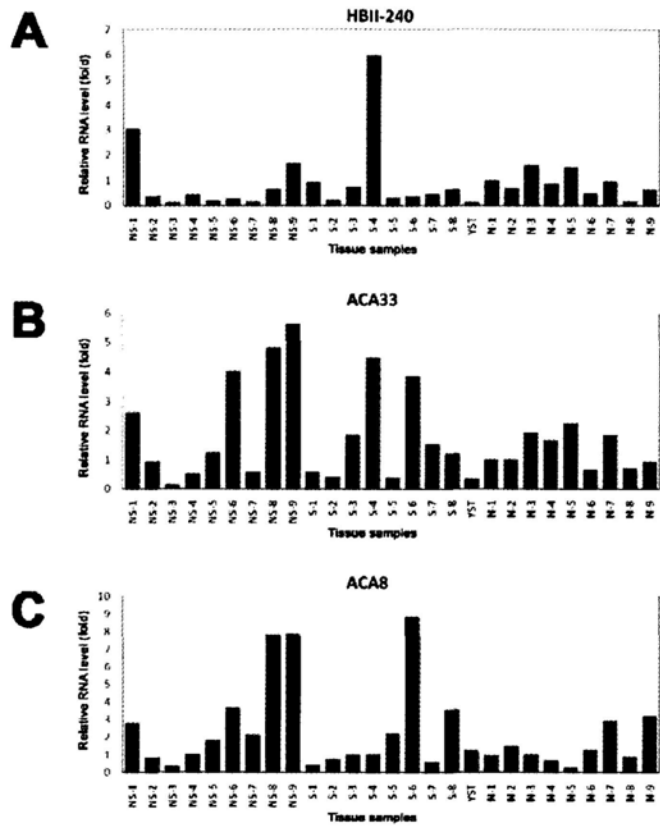 A
HBII-240
Relative RNA level (fold)
7
6
5
4
3
2
1
0
NS-1 NS-2 NS-3 NS-4 NS-5 NS-6 NS-7 NS-8 NS-9 S-1 S-2 S-3 S-4 S-5 S-6 S-7 S-8 YST N-1 N-2 N-3 N-4 N-5 N-6 N-7 N-8 N-9
Tissue samples
B
ACA33
Relative RNA level (fold)
6
5
4
3
2
1
0
NS-1 NS-2 NS-3 NS-4 NS-5 NS-6 NS-7 NS-8 NS-9 S-1 S-2 S-3 S-4 S-5 S-6 S-7 S-8 YST N-1 N-2 N-3 N-4 N-5 N-6 N-7 N-8 N-9
Tissue samples
C
ACA8
Relative RNA level (fold)
10
9
8
7
6
5
4
3
2
1
0
NS-1 NS-2 NS-3 NS-4 NS-5 NS-6 NS-7 NS-8 NS-9 S-1 S-2 S-3 S-4 S-5 S-6 S-7 S-8 YST N-1 N-2 N-3 N-4 N-5 N-6 N-7 N-8 N-9
Tissue samples